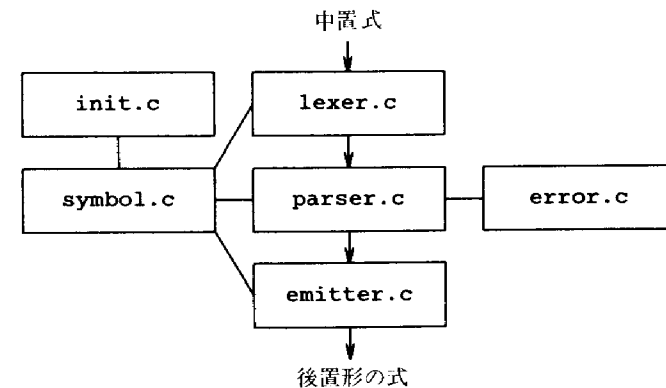 中置式
init.c
lexer.c
symbol.c
parser.c
error.c
emitter.c
後置形の式